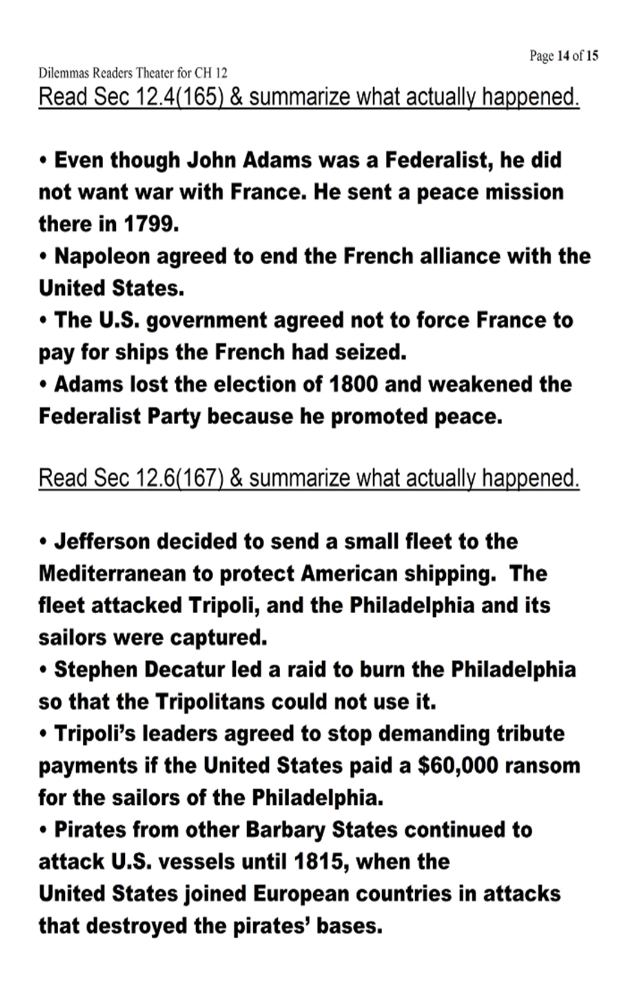 Page 14 of 15
Dilemmas Readers Theater for CH 12
Read Sec 12.4(165) & summarize what actually happened.
• Even though John Adams was a Federalist, he did
not want war with France. He sent a peace mission
there in 1799.
• Napoleon agreed to end the French alliance with the
United States.
• The U.S. government agreed not to force France to
pay for ships the French had seized.
• Adams lost the election of 1800 and weakened the
Federalist Party because he promoted peace.
Read Sec 12.6(167) & summarize what actually happened.
• Jefferson decided to send a small fleet to the
Mediterranean to protect American shipping.  The
fleet attacked Tripoli, and the Philadelphia and its
sailors were captured.
• Stephen Decatur led a raid to burn the Philadelphia
so that the Tripolitans could not use it.
• Tripoli’s leaders agreed to stop demanding tribute
payments if the United States paid a $60,000 ransom
for the sailors of the Philadelphia.
• Pirates from other Barbary States continued to
attack U.S. vessels until 1815, when the
United States joined European countries in attacks
that destroyed the pirates’ bases.